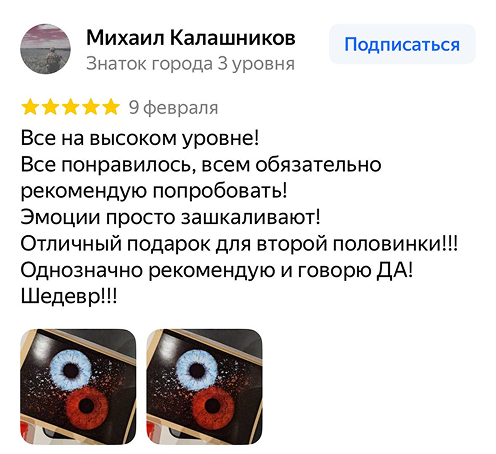 Михаил Калашников
Подписаться
Знаток города 3 уровня
9 февраля
Все на высоком уровне!
Все понравилось, всем обязательно
рекомендую попробовать!
Эмоции просто зашкаливают!
Отличный подарок для второй половинки!!!
Однозначно рекомендую и говорю ДА!
Шедевр!!!